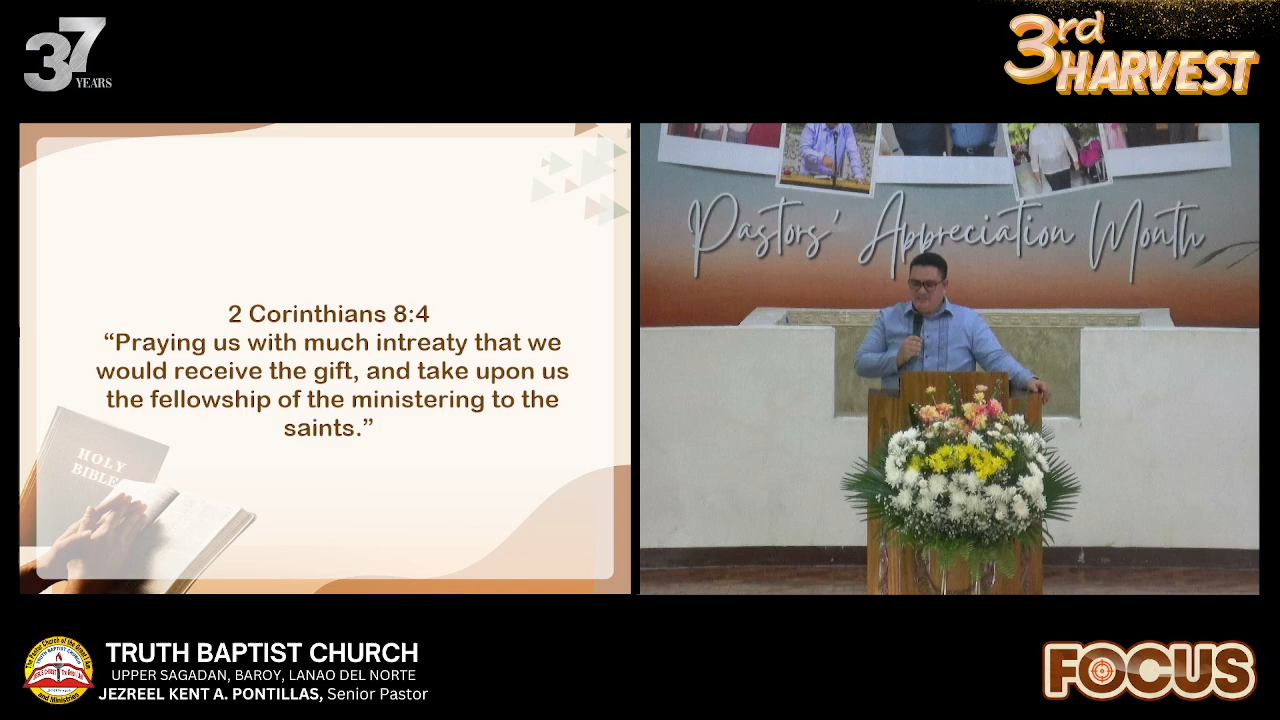 37
YEARS
3rd
HARVEST
2 Corinthians 8:4
“Praying us with much intreaty that we
would receive the gift, and take upon us
the fellowship of the ministering to the
saints.”
HOLY
BIBLE
Pastors' Appreciation Month
TRUTH BAPTIST CHURCH
UPPER SAGADAN, BAROY, LANAO DEL NORTE
JEZREEL KENT A. PONTILLAS, Senior Pastor
FOCUS